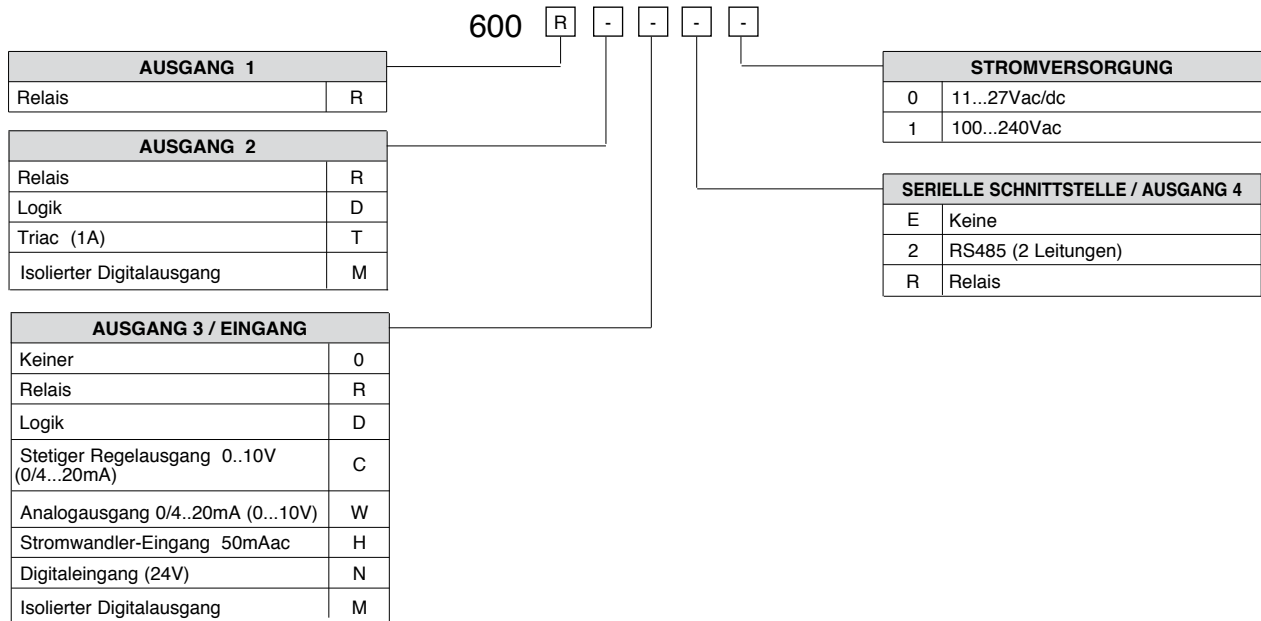 600 R - - - -
AUSGANG 1
Relais R
AUSGANG 2
Relais R
Logik D
Triac (1A) T
Isolierter Digitalausgang M
AUSGANG 3 / EINGANG
Keiner 0
Relais R
Logik D
Stetiger Regelausgang 0..10V
(0/4...20mA) C
Analogausgang 0/4..20mA (0...10V) W
Stromwandler-Eingang 50mAac H
Digitaleingang (24V) N
Isolierter Digitalausgang M
STROMVERSORGUNG
0 11...27Vac/dc
1 100...240Vac
SERIELLE SCHNITTSTELLE / AUSGANG 4
E Keine
2 RS485 (2 Leitungen)
R Relais